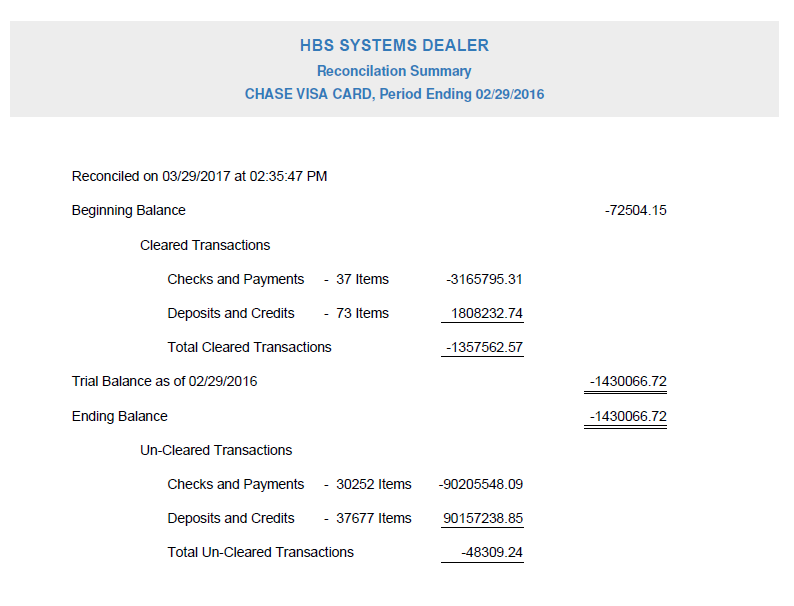 HBS SYSTEMS DEALER
Reconcilation Summary
CHASE VISA CARD, Period Ending 02/29/2016
Reconciled on 03/29/2017 at 02:35:47 PM
Beginning Balance -72504.15
Cleared Transactions
Checks and Payments - 37 Items -3165795.31
Deposits and Credits - 73 Items 1808232.74
Total Cleared Transactions -1357562.57
Trial Balance as of 02/29/2016 -1430066.72
Ending Balance -1430066.72
Un-Cleared Transactions
Checks and Payments - 30252 Items -90205548.09
Deposits and Credits - 37677 Items 90157238.85
Total Un-Cleared Transactions -48309.24